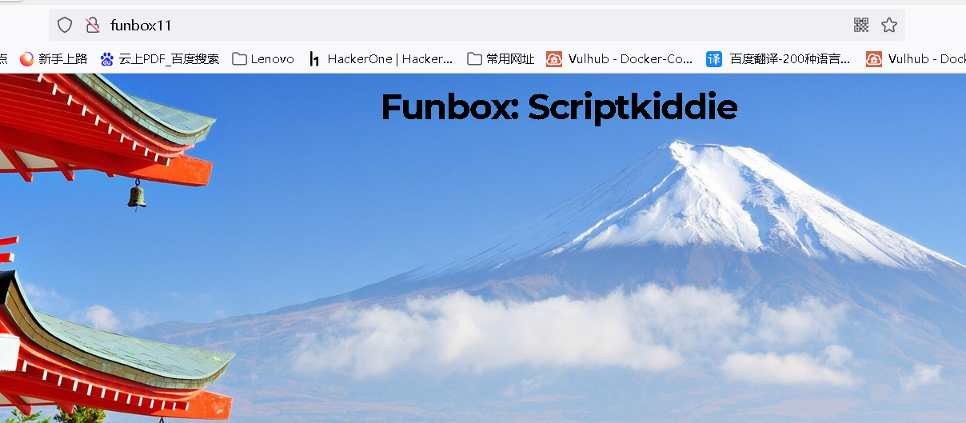 funbox11
点 新手上路 云上PDF_百度搜索 Lenovo HackerOne | Hacker... 常用网址 Vulhub - Docker-Co... 百度翻译-200种语言... Vulhub - Dock
Funbox: Scriptkiddie